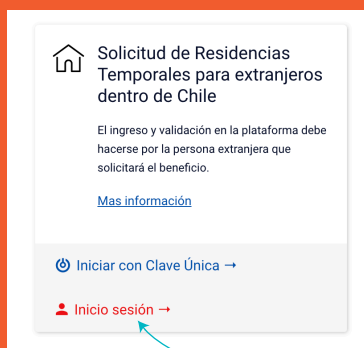 Solicitud de Residencias
Temporales para extranjeros
dentro de Chile
El ingreso y validación en la plataforma debe
hacerse por la persona extranjera que
solicitará el beneficio.
Mas información
Iniciar con Clave Única →
Inicio sesión →